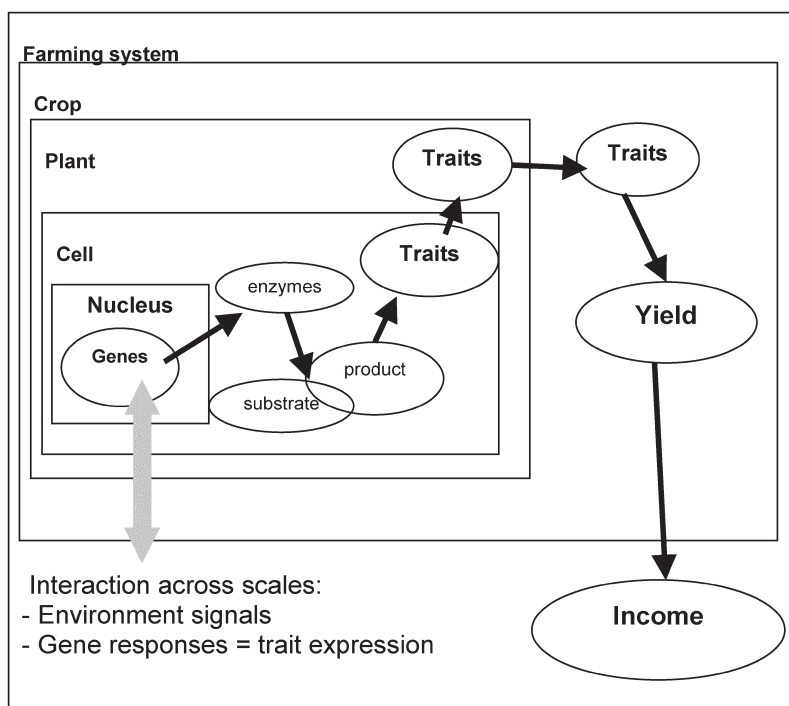 Farming system
Crop
Plant
Traits
Traits
Cell
Traits
enzymes
Nucleus
Yield
Genes
product
substrate
Interaction across scales:
- Environment signals
- Gene responses = trait expression
Income